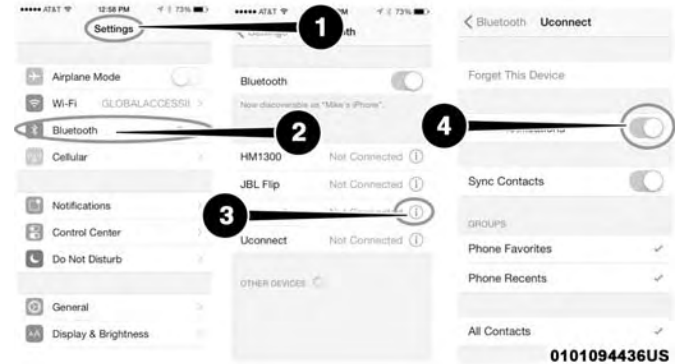 AT&T 12:58 PM 73%
Settings
Airplane Mode
Wi-Fi GLOBALACCESSII
Bluetooth
Cellular
Notifications
Control Center
Do Not Disturb
General
Display & Brightness
1
2
3
4
AT&T 73%
Bluetooth
Now discoverable as "Mike's iPhone".
HM1300 Not Connected
JBL Flip Not Connected
Not Connected
Uconnect Not Connected
OTHER DEVICES
Bluetooth Uconnect
Forget This Device
Sync Contacts
GROUPS
Phone Favorites
Phone Recents
All Contacts
0101094436US